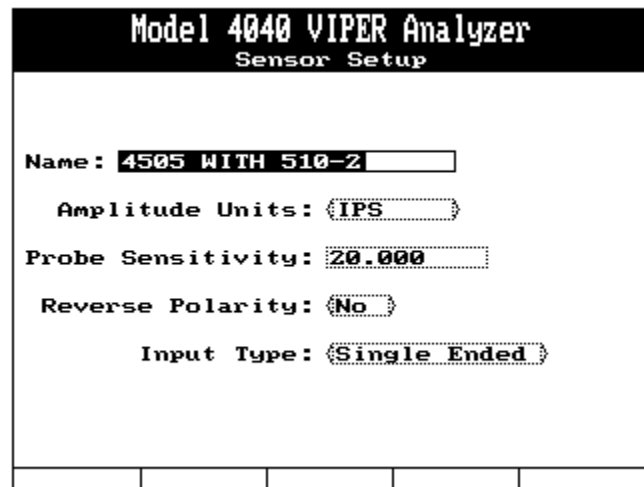 Model 4040 VIPER Analyzer
Sensor Setup
Name: 4505 WITH 510-2
Amplitude Units: IPS
Probe Sensitivity: 20.000
Reverse Polarity: No
Input Type: Single Ended